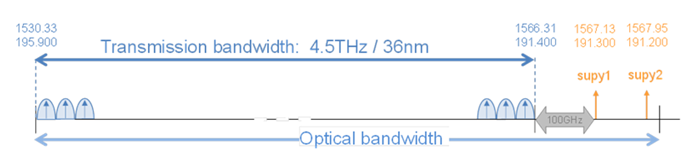 1530.33
195.900
Transmission bandwidth: 4.5THz / 36nm
1566.31
191.400
1567.13
191.300
1567.95
191.200
supy1
supy2
100GHz
Optical bandwidth